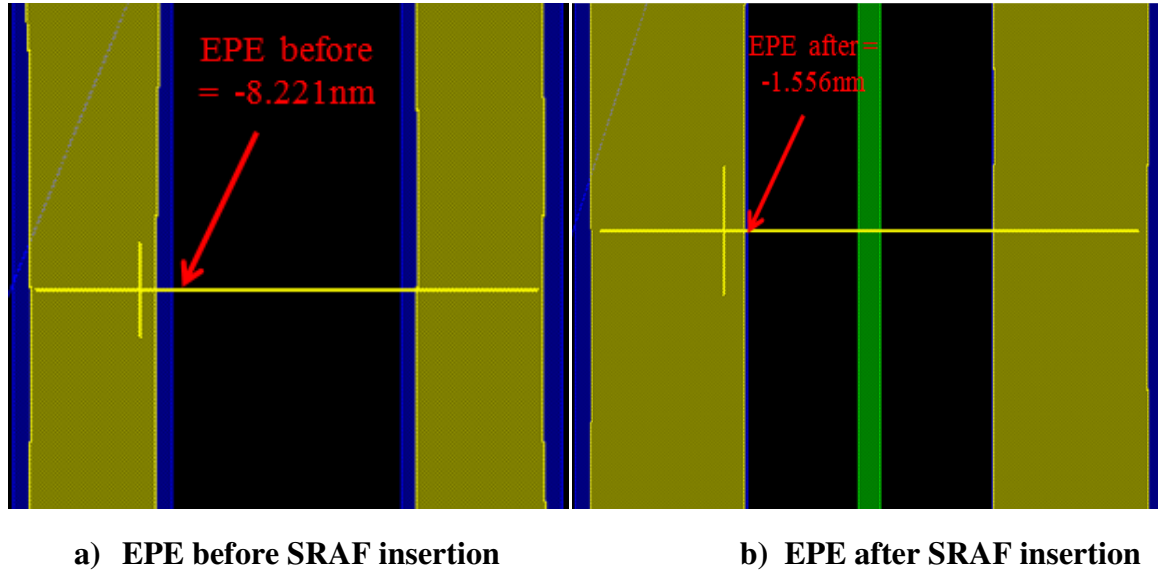 EPE before
= -8.221nm
EPE after =
-1.556nm
a) EPE before SRAF insertion
b) EPE after SRAF insertion